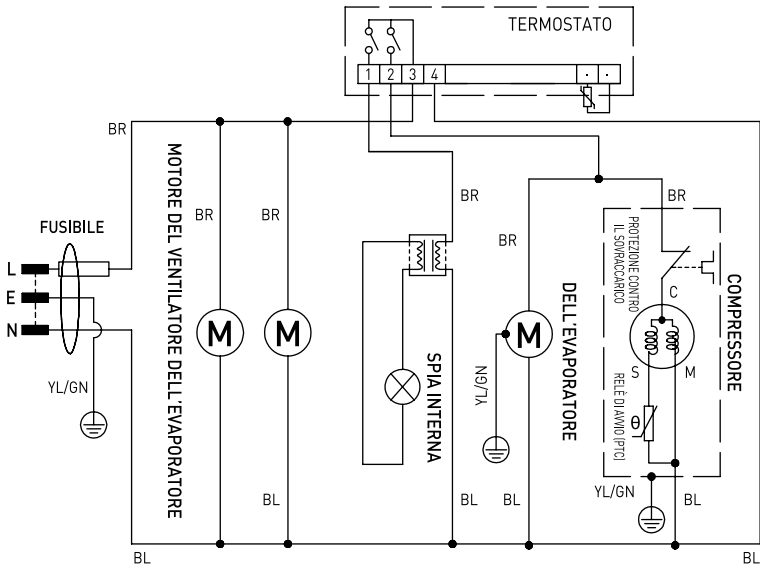 TERMOSTATO
1 2 3 4 · ·
BR
MOTORE DEL VENTILATORE DELL'EVAPORATORE
BR
BR
BR
BR
BR
FUSIBILE
L
E
N
YL/GN
M
M
SPIA INTERNA
M
YL/GN
DELL'EVAPORATORE
PROTEZIONE CONTRO
IL SOVRACCARICO
C
COMPRESSORE
S
M
RELÈ DI AVVIO (PTC)
θ
YL/GN
BL
BL
BL
BL
BL
BL